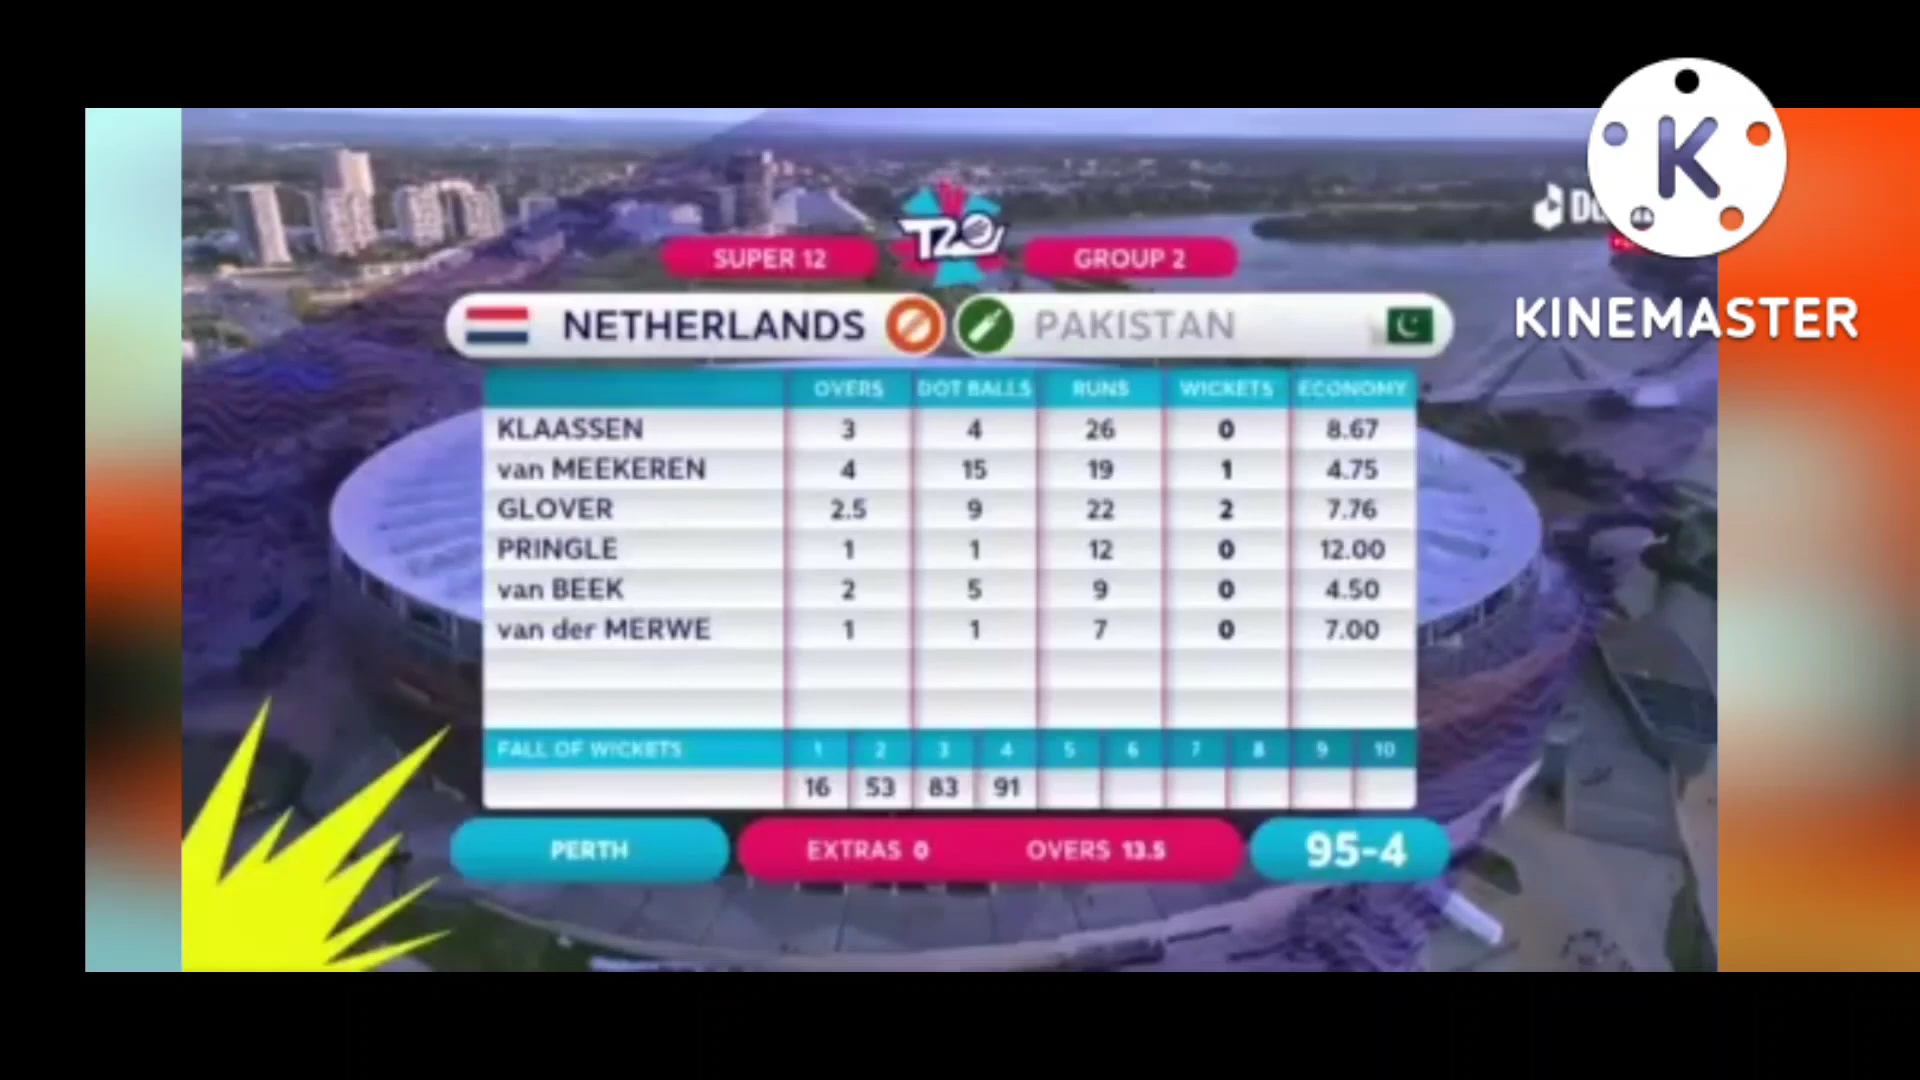 K
KINEMASTER
T20
SUPER 12
GROUP 2
NETHERLANDS
PAKISTAN
OVERS DOT BALLS RUNS WICKETS ECONOMY
KLAASSEN 3 4 26 0 8.67
van MEEKEREN 4 15 19 1 4.75
GLOVER 2.5 9 22 2 7.76
PRINGLE 1 1 12 0 12.00
van BEEK 2 5 9 0 4.50
van der MERWE 1 1 7 0 7.00
FALL OF WICKETS 1 2 3 4 5 6 7 8 9 10
16 53 83 91
PERTH EXTRAS 0 OVERS 13.5 95-4